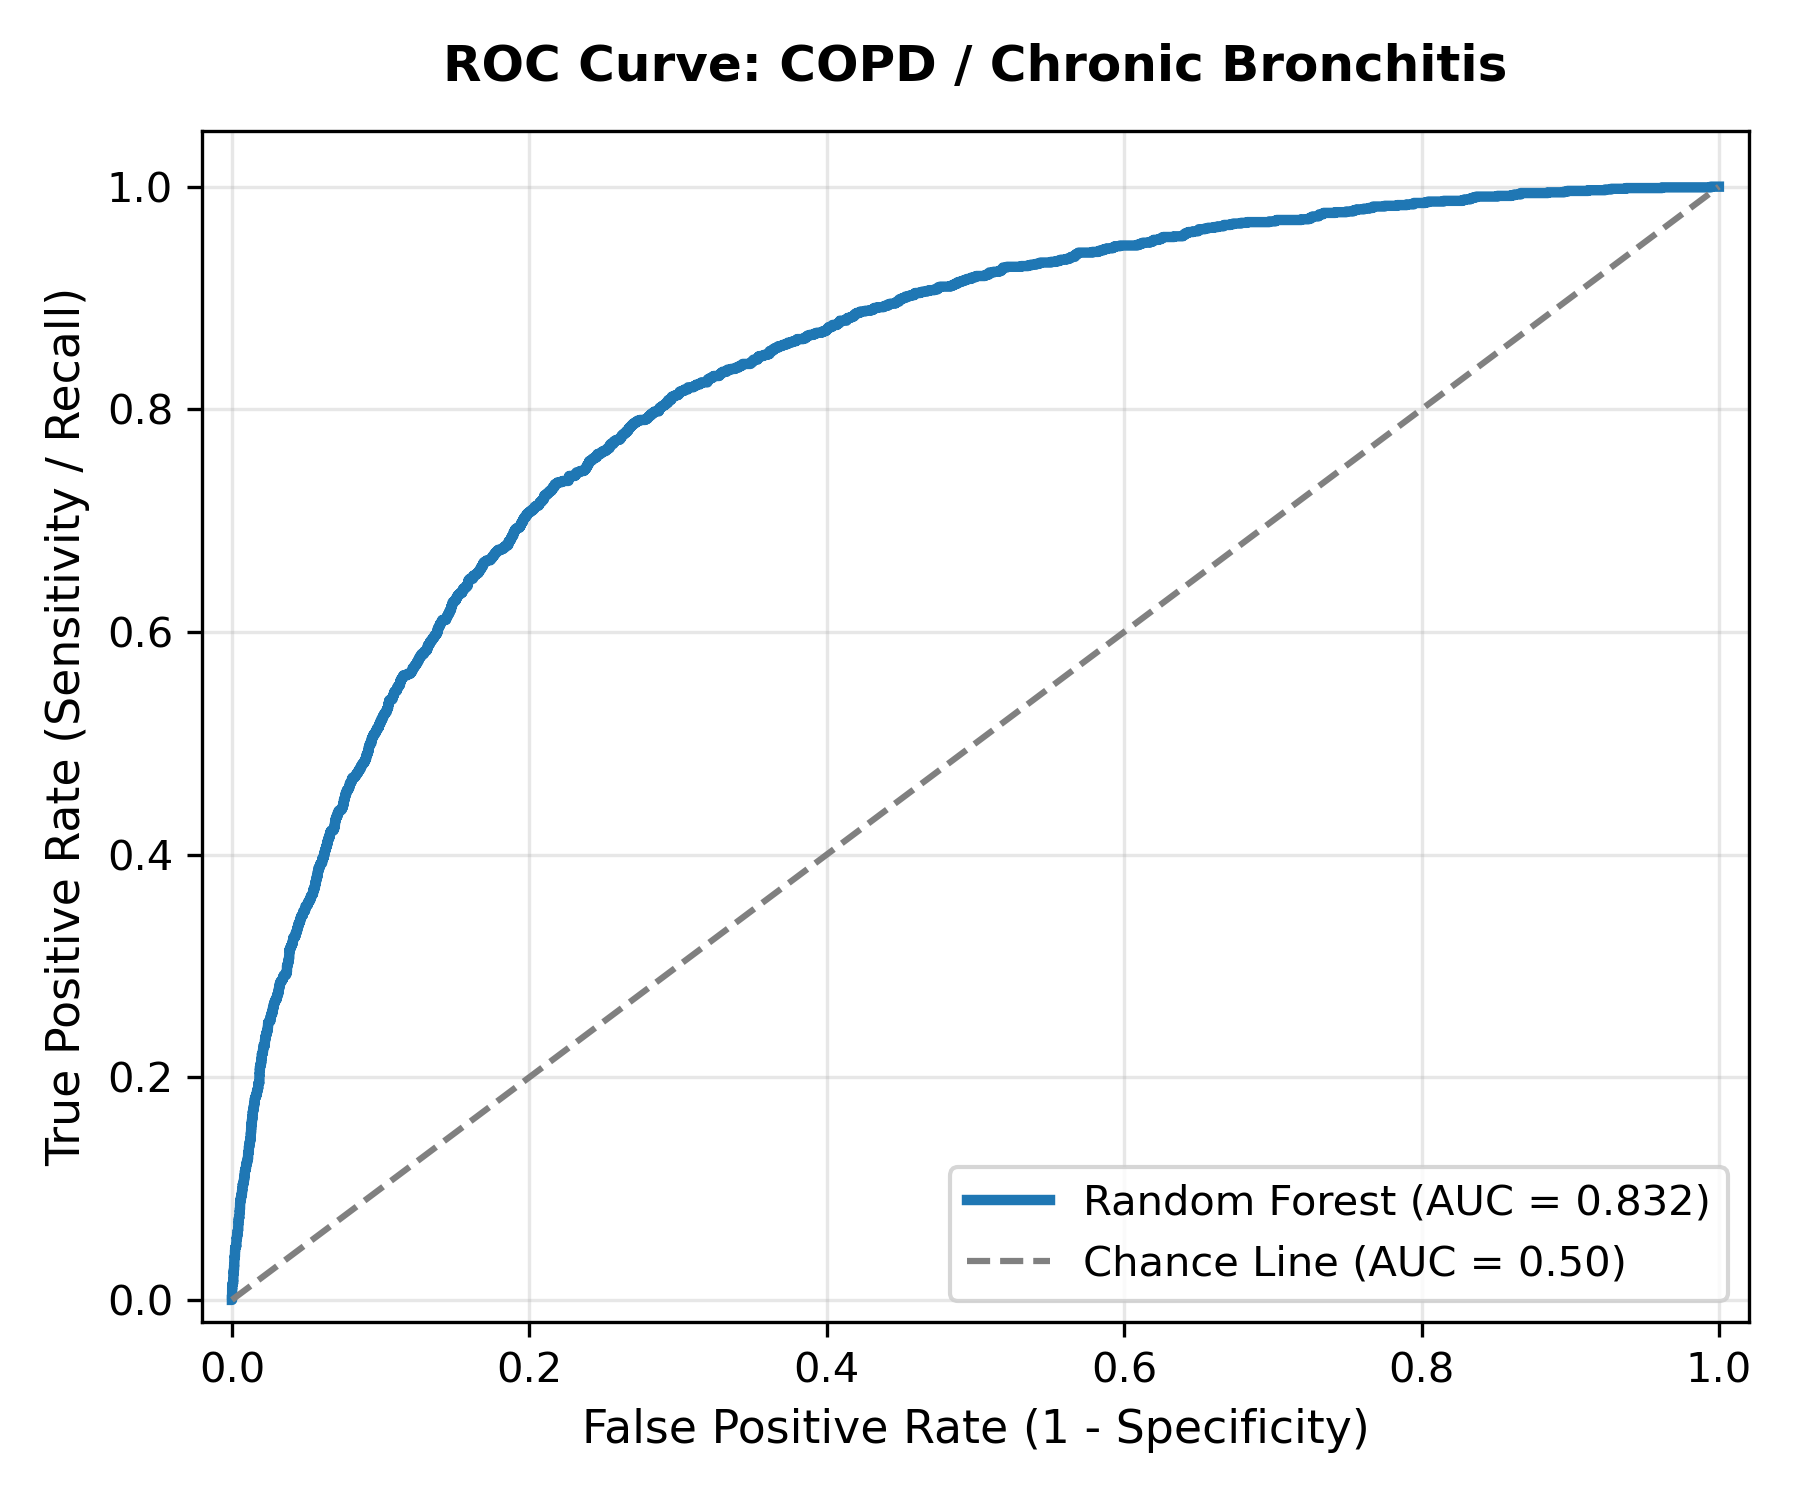 ROC Curve: COPD / Chronic Bronchitis
True Positive Rate (Sensitivity / Recall)
1.0
0.8
0.6
0.4
0.2
0.0
Random Forest (AUC = 0.832)
Chance Line (AUC = 0.50)
0.0 0.2 0.4 0.6 0.8 1.0
False Positive Rate (1 - Specificity)